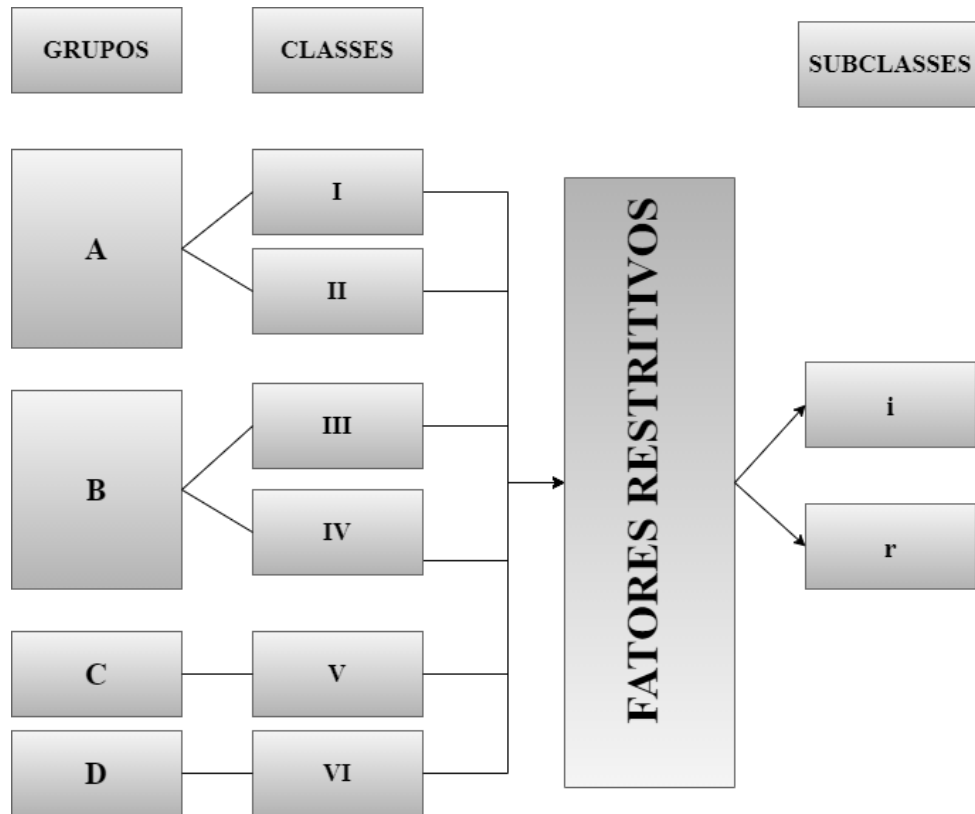 GRUPOS
CLASSES
SUBCLASSES
A
I
II
B
III
IV
C
V
D
VI
FATORES RESTRITIVOS
i
r